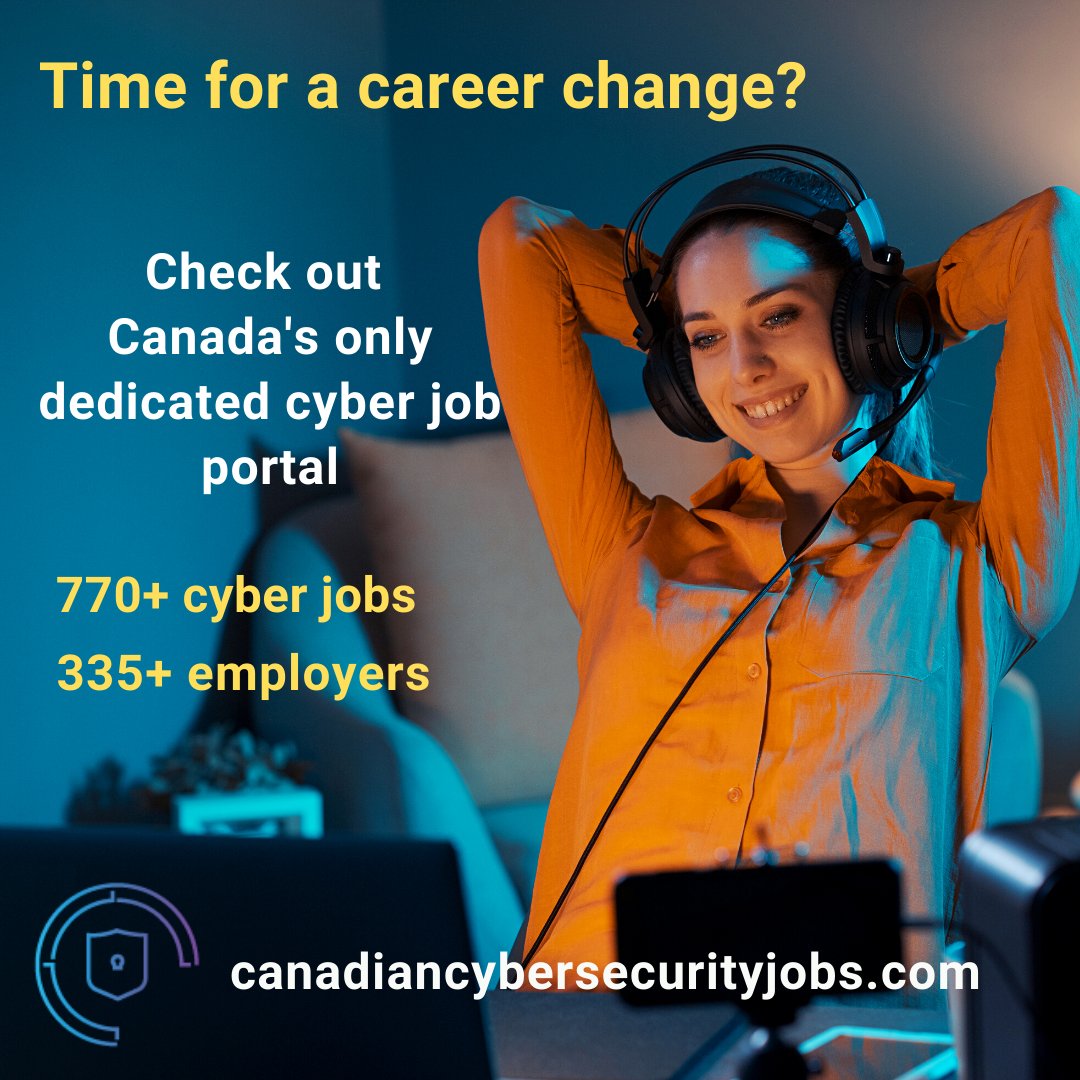 Time for a career change?
Check out
Canada's only
dedicated cyber job
portal
770+ cyber jobs
335+ employers
canadiancybersecurityjobs.com